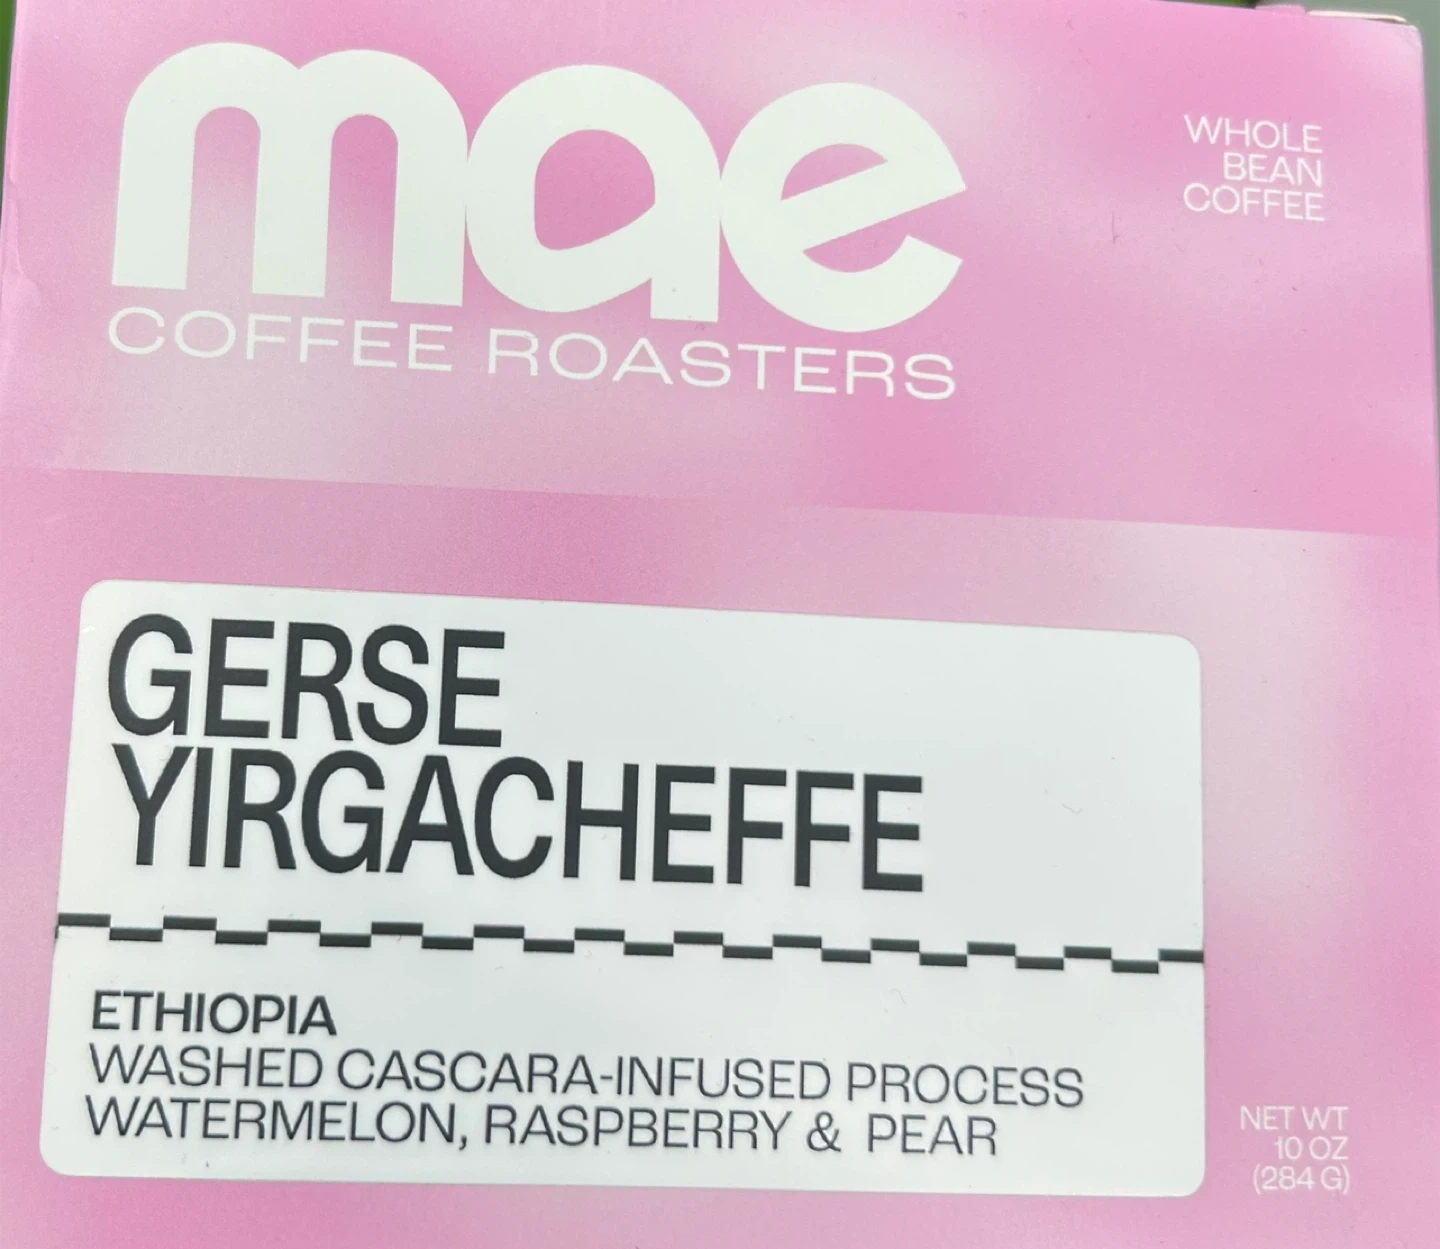 mae
COFFEE ROASTERS
WHOLE
BEAN
COFFEE
GERSE
YIRGACHEFFE
ETHIOPIA
WASHED CASCARA-INFUSED PROCESS
WATERMELON, RASPBERRY & PEAR
NET WT
10 OZ
(284 G)